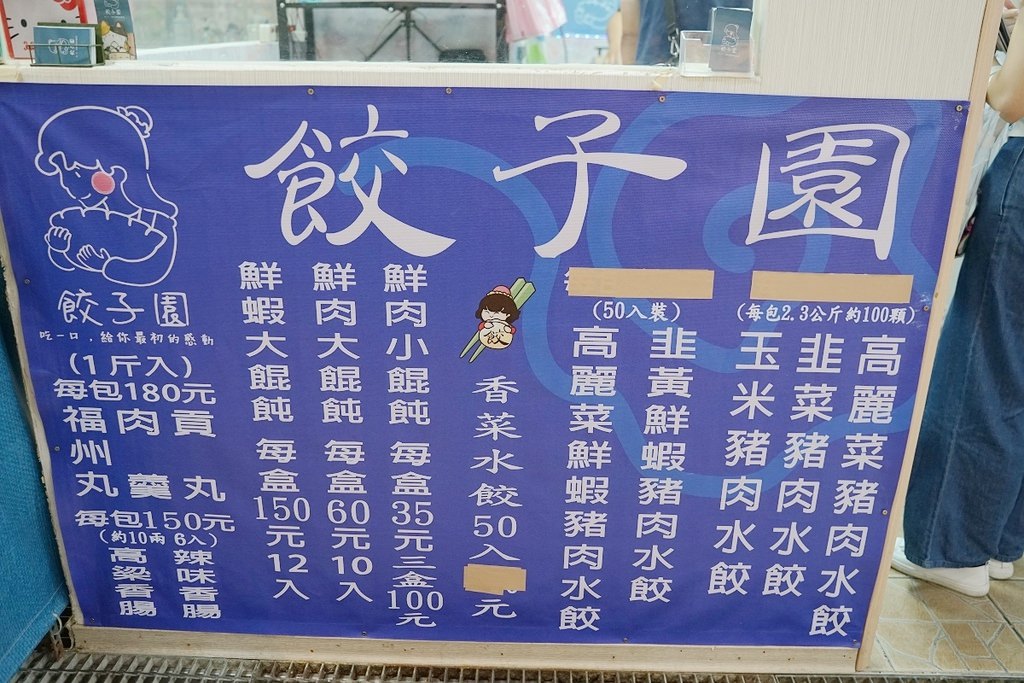 餃子園
餃子園
吃一口，給你最初的感動
(1斤入)
每包180元
福州丸
肉羹
貢丸
每包150元
(約10兩 6入)
高粱香腸
辣味香腸
鮮蝦大餛飩 每盒150元12入
鮮肉大餛飩 每盒60元10入
鮮肉小餛飩 每盒35元三盒100元
餃
香菜水餃50入
元
(50入裝)
高麗菜鮮蝦豬肉水餃
韭黃鮮蝦豬肉水餃
(每包2.3公斤約100顆)
玉米豬肉水餃
韭菜豬肉水餃
高麗菜豬肉水餃